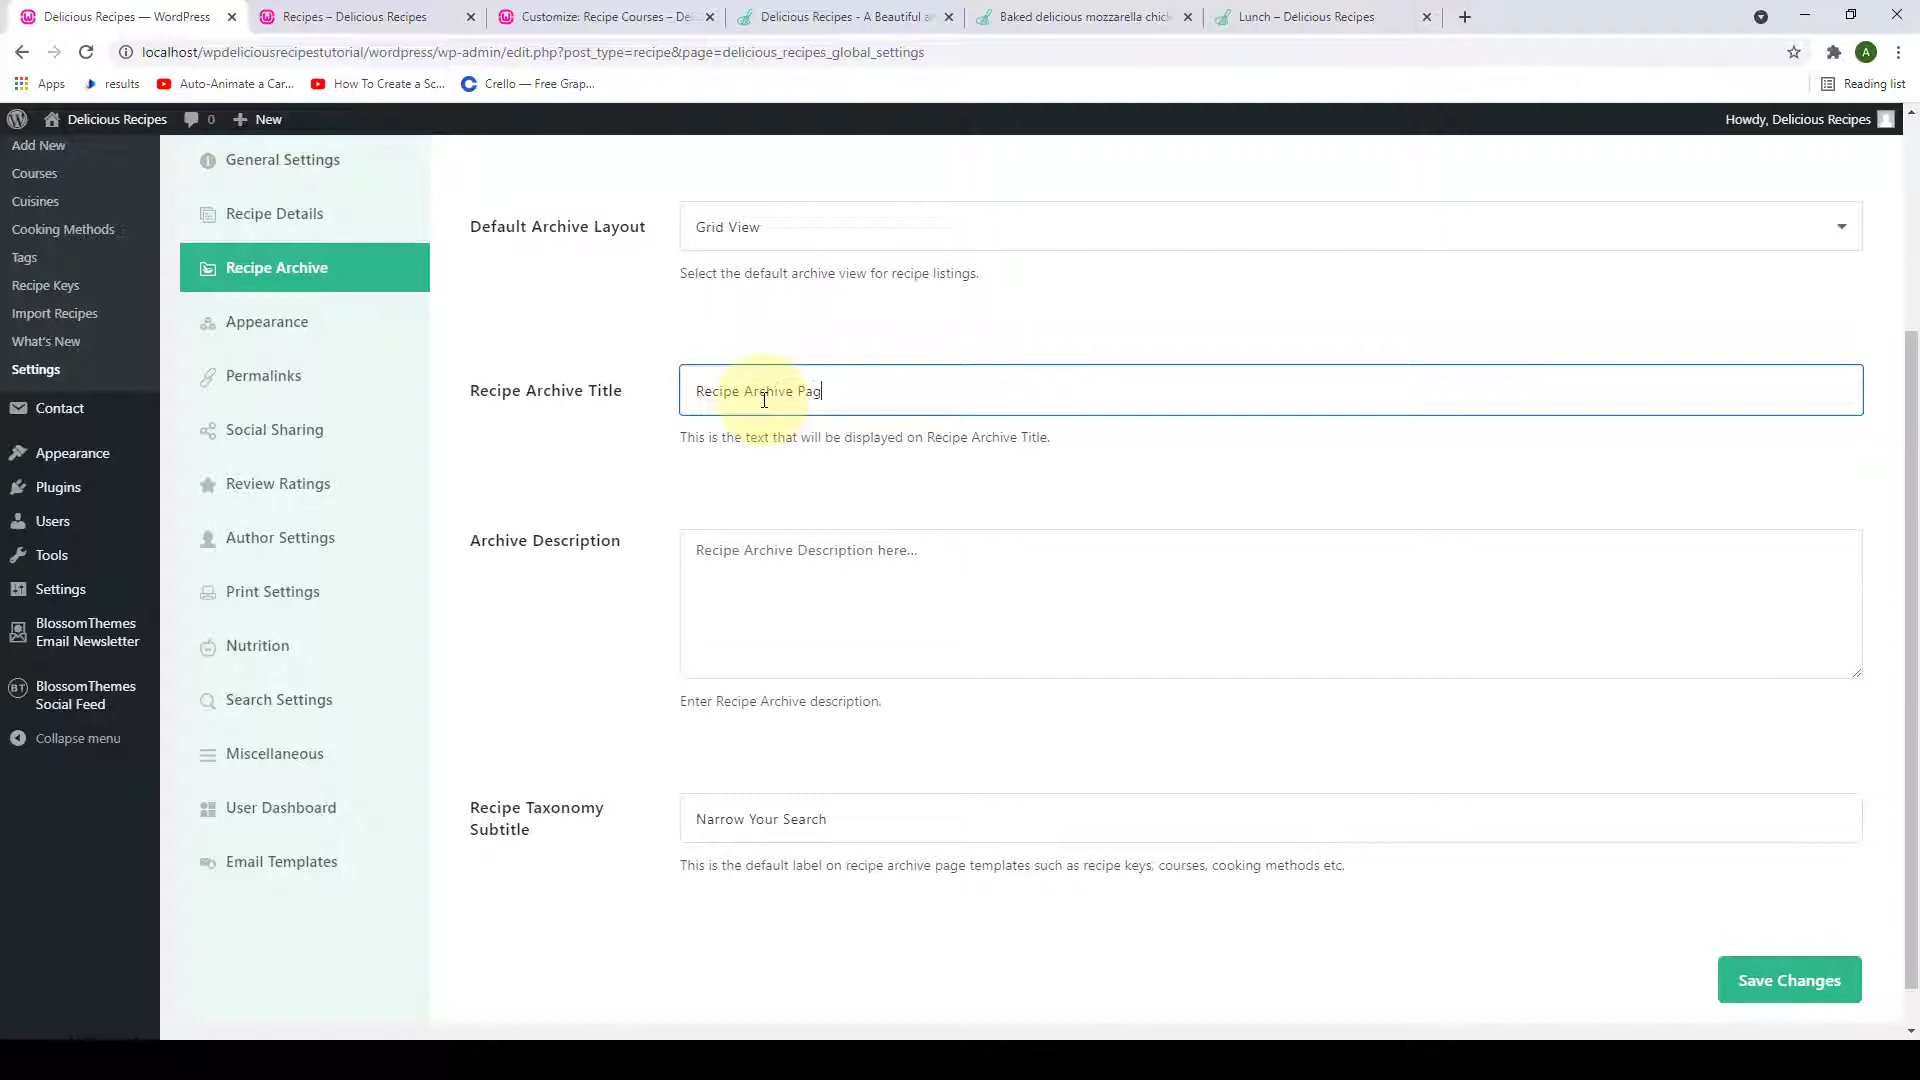 Delicious Recipes — WordPress
Recipes – Delicious Recipes
Customize: Recipe Courses – De
Delicious Recipes - A Beautiful a
Baked delicious mozzarella chick
Lunch – Delicious Recipes
localhost/wpdeliciousrecipestutorial/wordpress/wp-admin/edit.php?post_type=recipe&page=delicious_recipes_global_settings
A
Apps
results
Auto-Animate a Car...
How To Create a Sc...
Crello — Free Grap...
Reading list
Delicious Recipes
0
New
Howdy, Delicious Recipes
Add New
Courses
Cuisines
Cooking Methods
Tags
Recipe Keys
Import Recipes
What's New
Settings
Contact
Appearance
Plugins
Users
Tools
Settings
BlossomThemes
Email Newsletter
BT
BlossomThemes
Social Feed
Collapse menu
General Settings
Recipe Details
Recipe Archive
Appearance
Permalinks
Social Sharing
Review Ratings
Author Settings
Print Settings
Nutrition
Search Settings
Miscellaneous
User Dashboard
Email Templates
Default Archive Layout
Grid View
Select the default archive view for recipe listings.
Recipe Archive Title
Recipe Archive Pag
This is the text that will be displayed on Recipe Archive Title.
Archive Description
Recipe Archive Description here...
Enter Recipe Archive description.
Recipe Taxonomy
Subtitle
Narrow Your Search
This is the default label on recipe archive page templates such as recipe keys, courses, cooking methods etc.
Save Changes